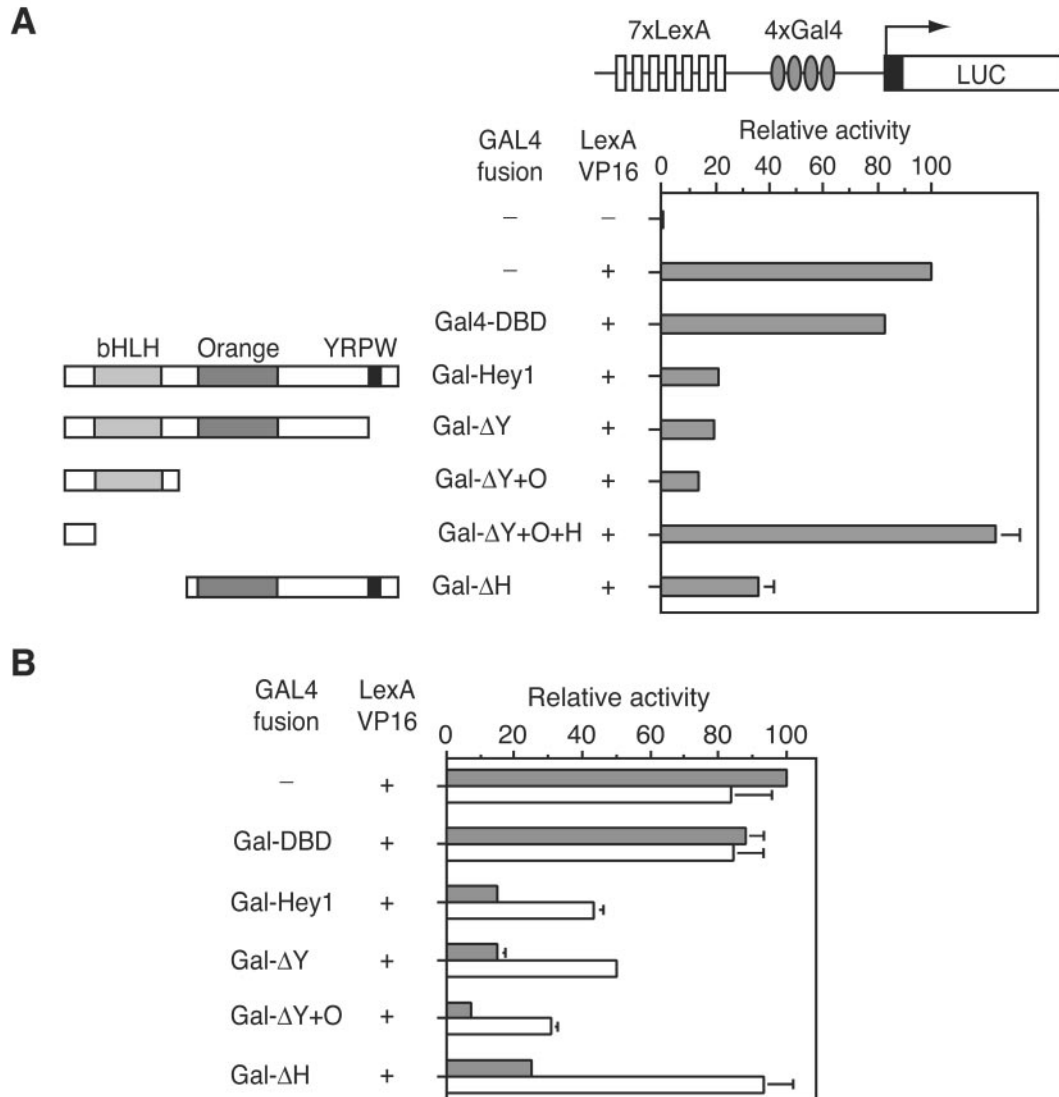 A
7xLexA 4xGal4
LUC
GAL4 LexA Relative activity
fusion VP16
0 20 40 60 80 100
– –
– +
Gal4-DBD +
bHLH Orange YRPW
Gal-Hey1 +
Gal-ΔY +
Gal-ΔY+O +
Gal-ΔY+O+H +
Gal-ΔH +
B
GAL4 LexA Relative activity
fusion VP16
0 20 40 60 80 100
– +
Gal-DBD +
Gal-Hey1 +
Gal-ΔY +
Gal-ΔY+O +
Gal-ΔH +